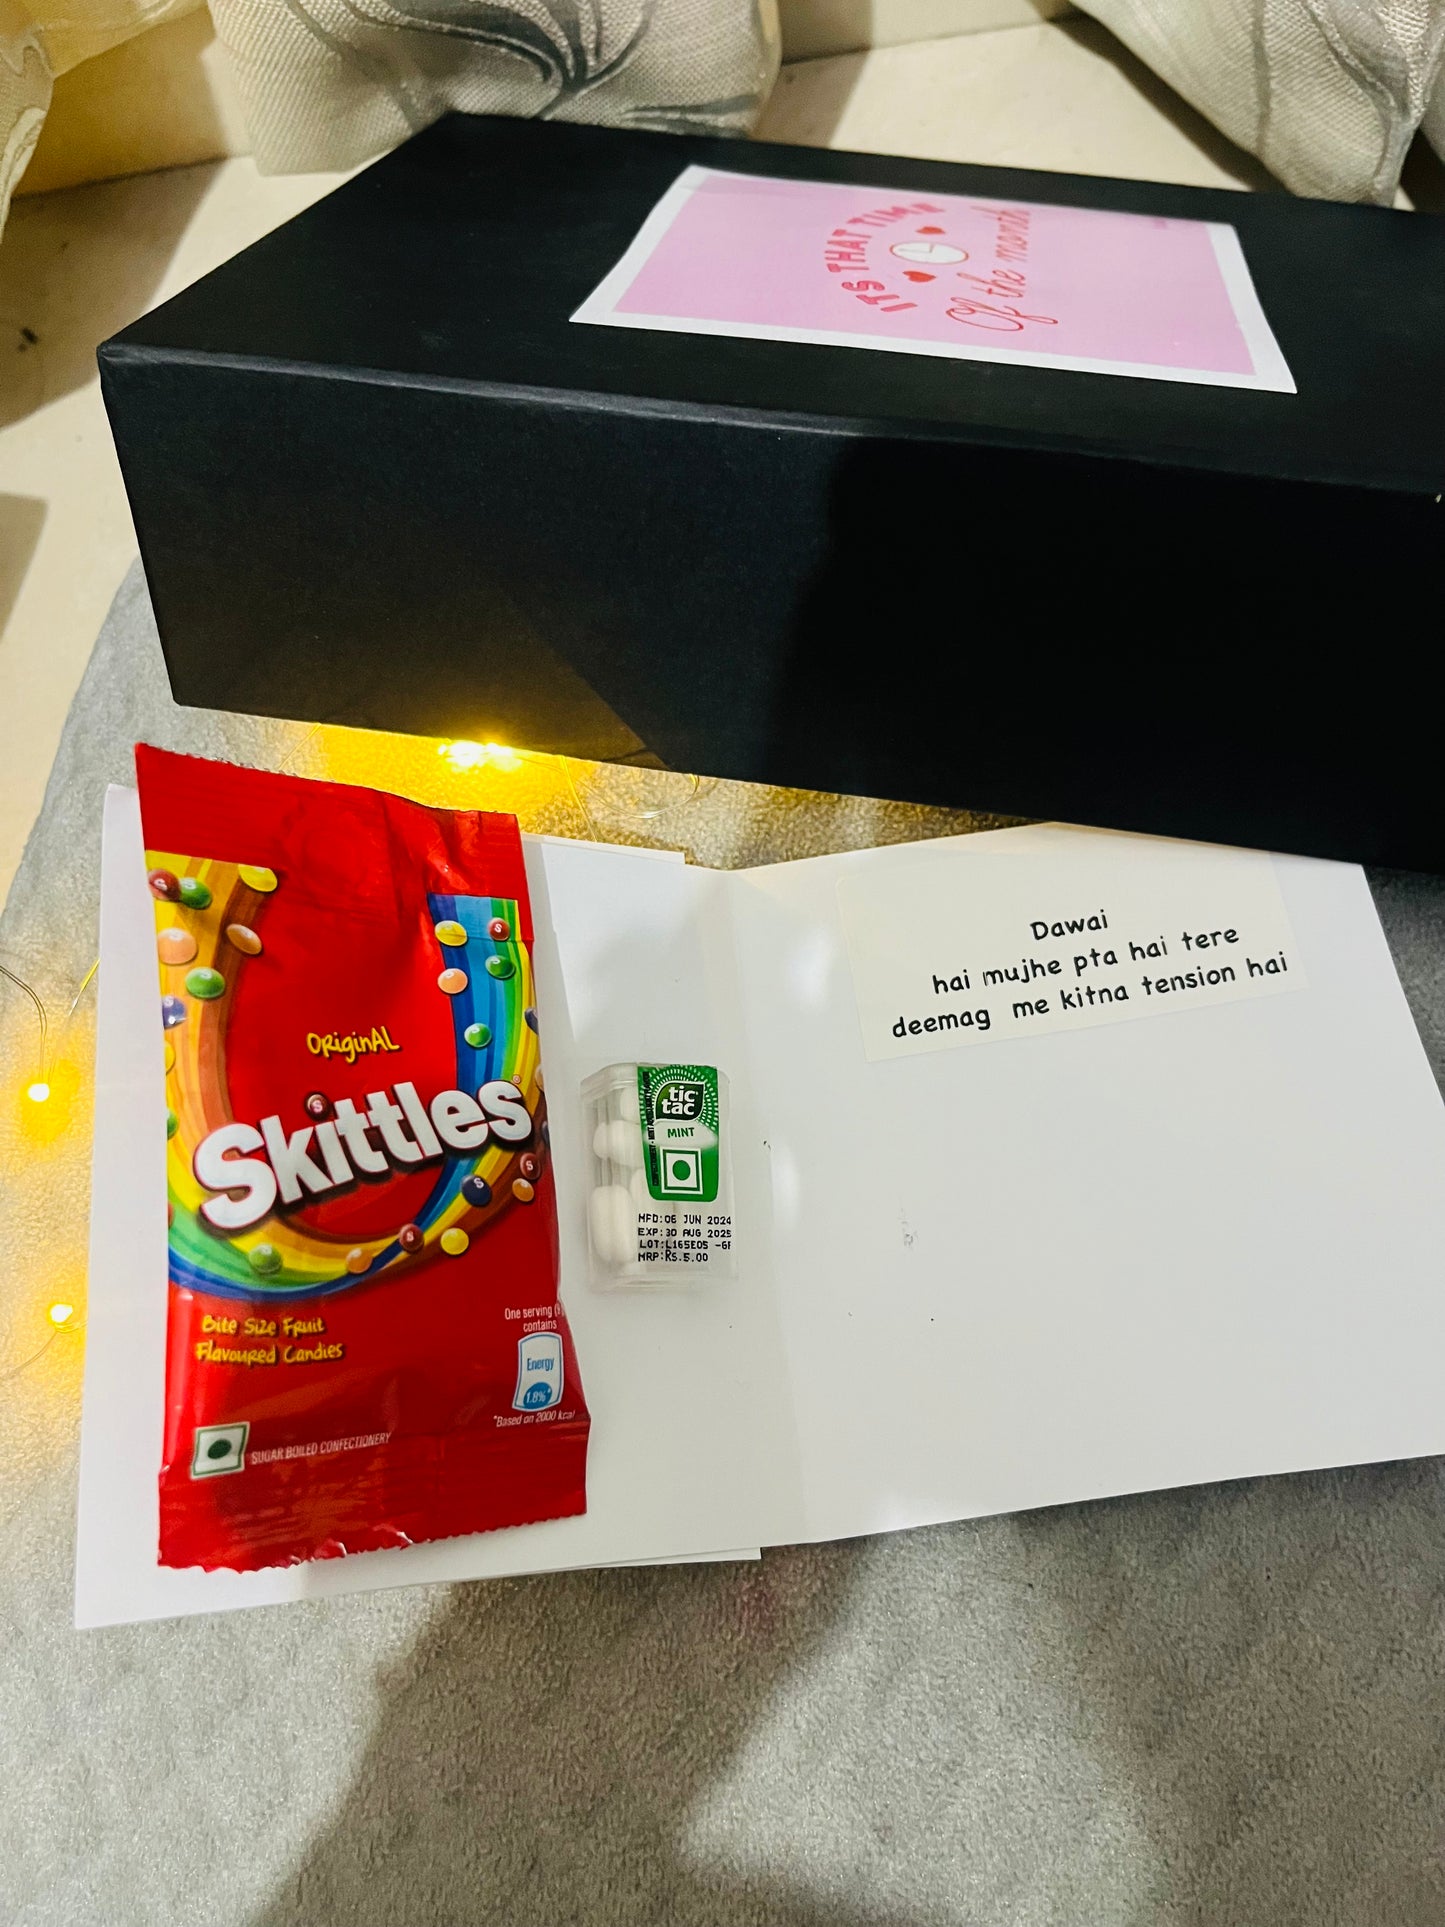 ITS THAT TIME
Of the month
Original
Skittles
Bite Size Fruit
Flavoured Candies
One serving
contains
Energy
1.8%*
*Based on 2000 kcal
SUGAR BOILED CONFECTIONERY
tic
tac
MINT
MFD:06 JUN 2024
EXP:30 AUG 2025
LOT:L165E05
MRP:Rs.5.00
Dawai
hai mujhe pta hai tere
deemag me kitna tension hai